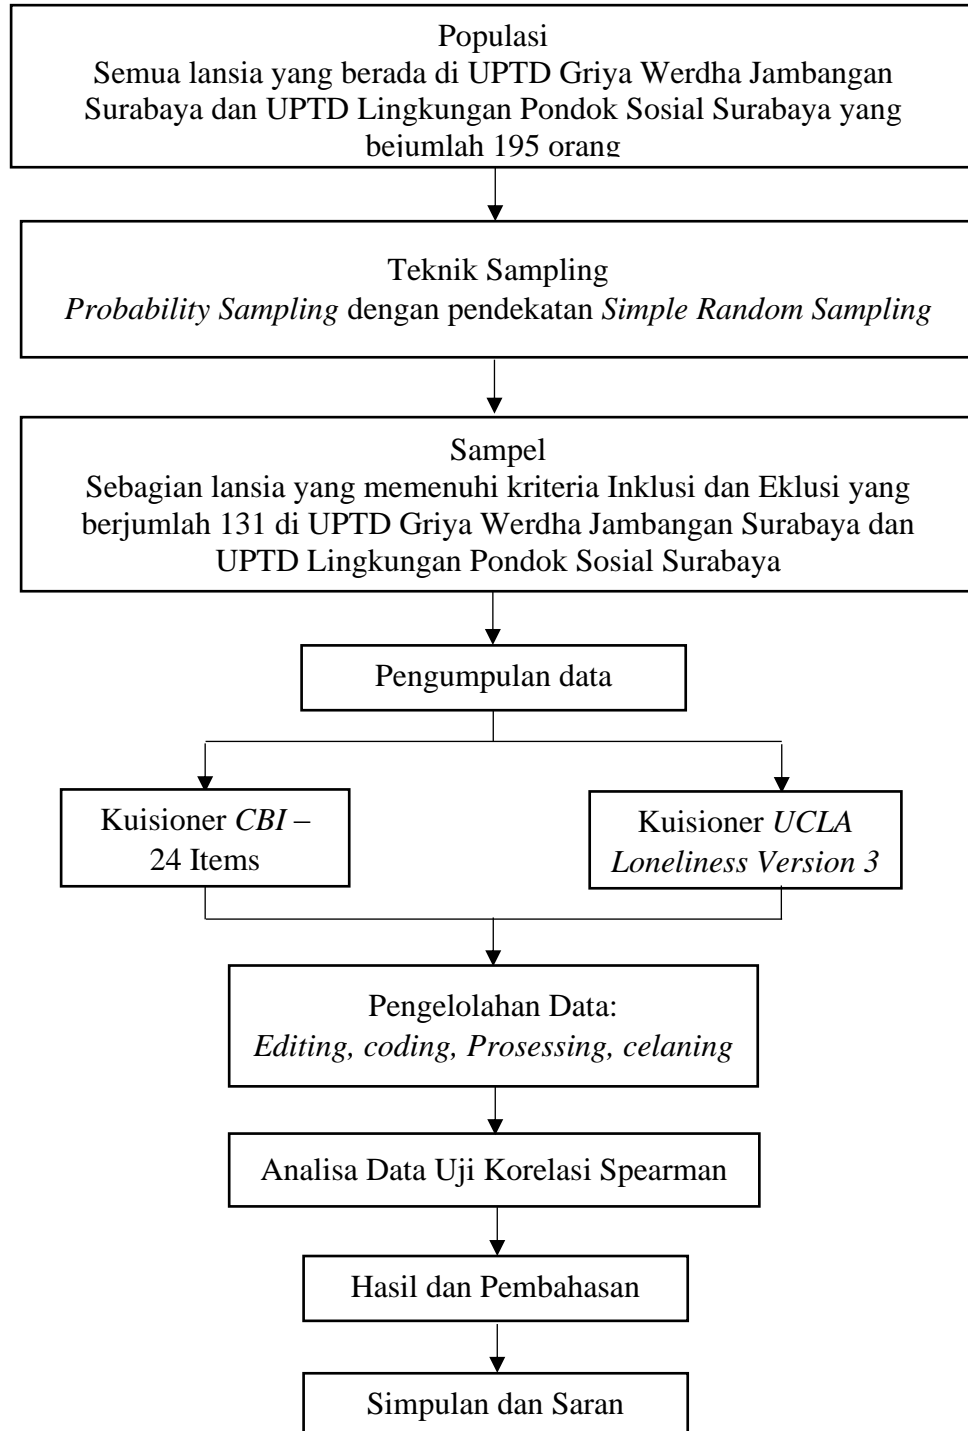 Populasi
Semua lansia yang berada di UPTD Griya Werdha Jambangan
Surabaya dan UPTD Lingkungan Pondok Sosial Surabaya yang
bejumlah 195 orang
Teknik Sampling
Probability Sampling dengan pendekatan Simple Random Sampling
Sampel
Sebagian lansia yang memenuhi kriteria Inklusi dan Eklusi yang
berjumlah 131 di UPTD Griya Werdha Jambangan Surabaya dan
UPTD Lingkungan Pondok Sosial Surabaya
Pengumpulan data
Kuisioner CBI –
24 Items
Kuisioner UCLA
Loneliness Version 3
Pengelolahan Data:
Editing, coding, Prosessing, celaning
Analisa Data Uji Korelasi Spearman
Hasil dan Pembahasan
Simpulan dan Saran